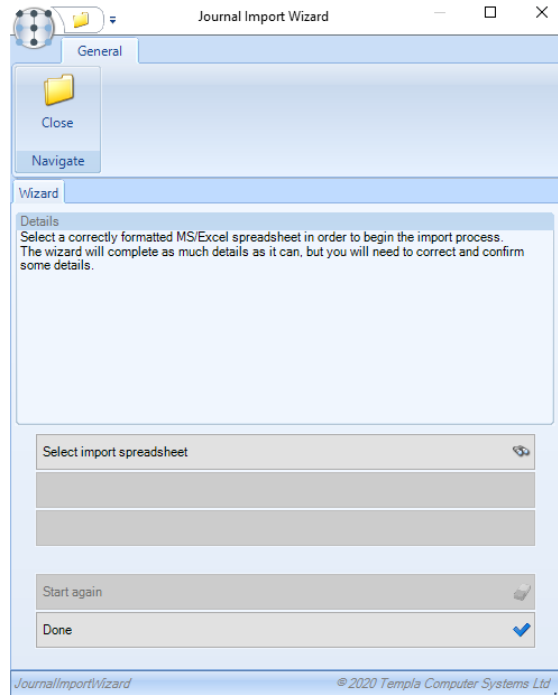 Journal Import Wizard
General
Close
Navigate
Wizard
Details
Select a correctly formatted MS/Excel spreadsheet in order to begin the import process.
The wizard will complete as much details as it can, but you will need to correct and confirm
some details.
Select import spreadsheet
Start again
Done
JournalImportWizard
© 2020 Templa Computer Systems Ltd